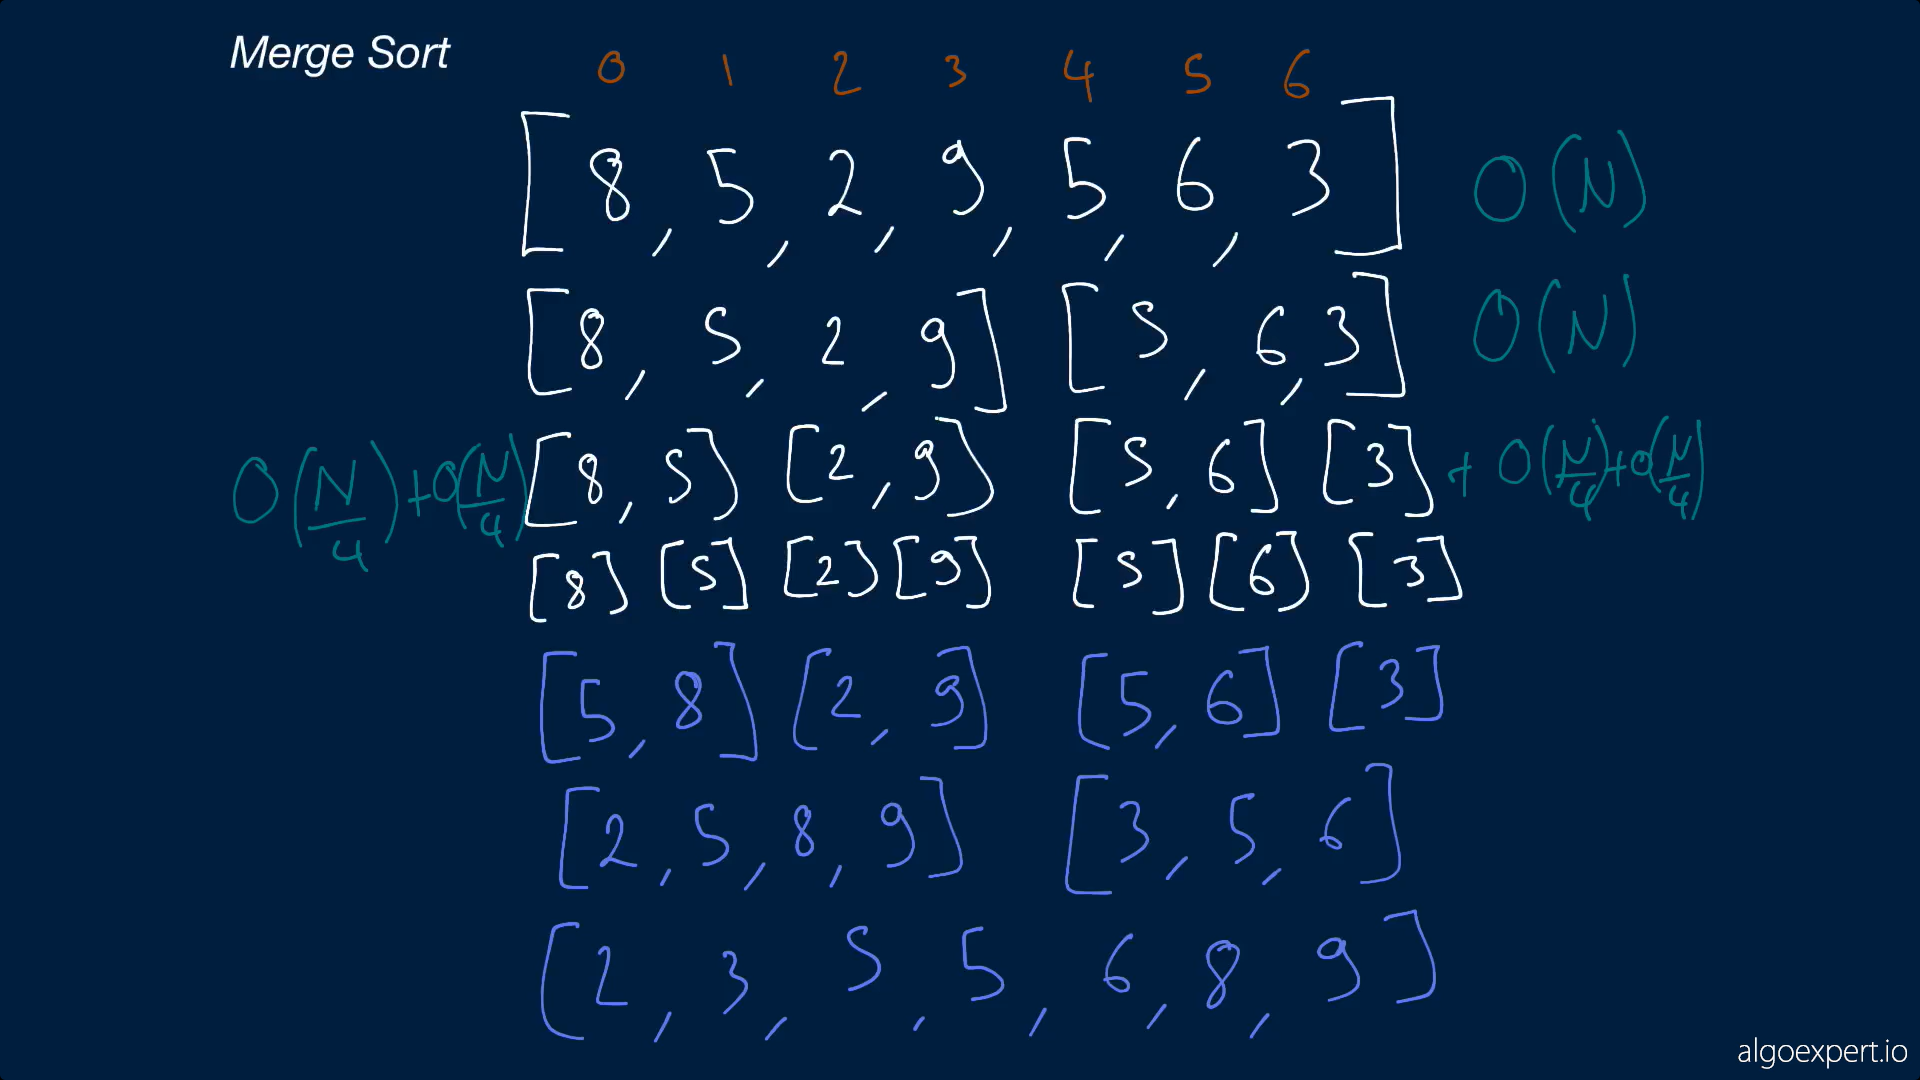 Merge Sort
0 1 2 3 4 5 6
[8, 5, 2, 9, 5, 6, 3] O(N)
[8, 5, 2, 9] [5, 6, 3] O(N)
O(N/4)+O(N/4) [8, 5] [2, 9] [5, 6] [3] + O(N/4)+O(N/4)
[8] [5] [2] [9] [5] [6] [3]
[5, 8] [2, 9] [5, 6] [3]
[2, 5, 8, 9] [3, 5, 6]
[2, 3, 5, 5, 6, 8, 9]
algoexpert.io